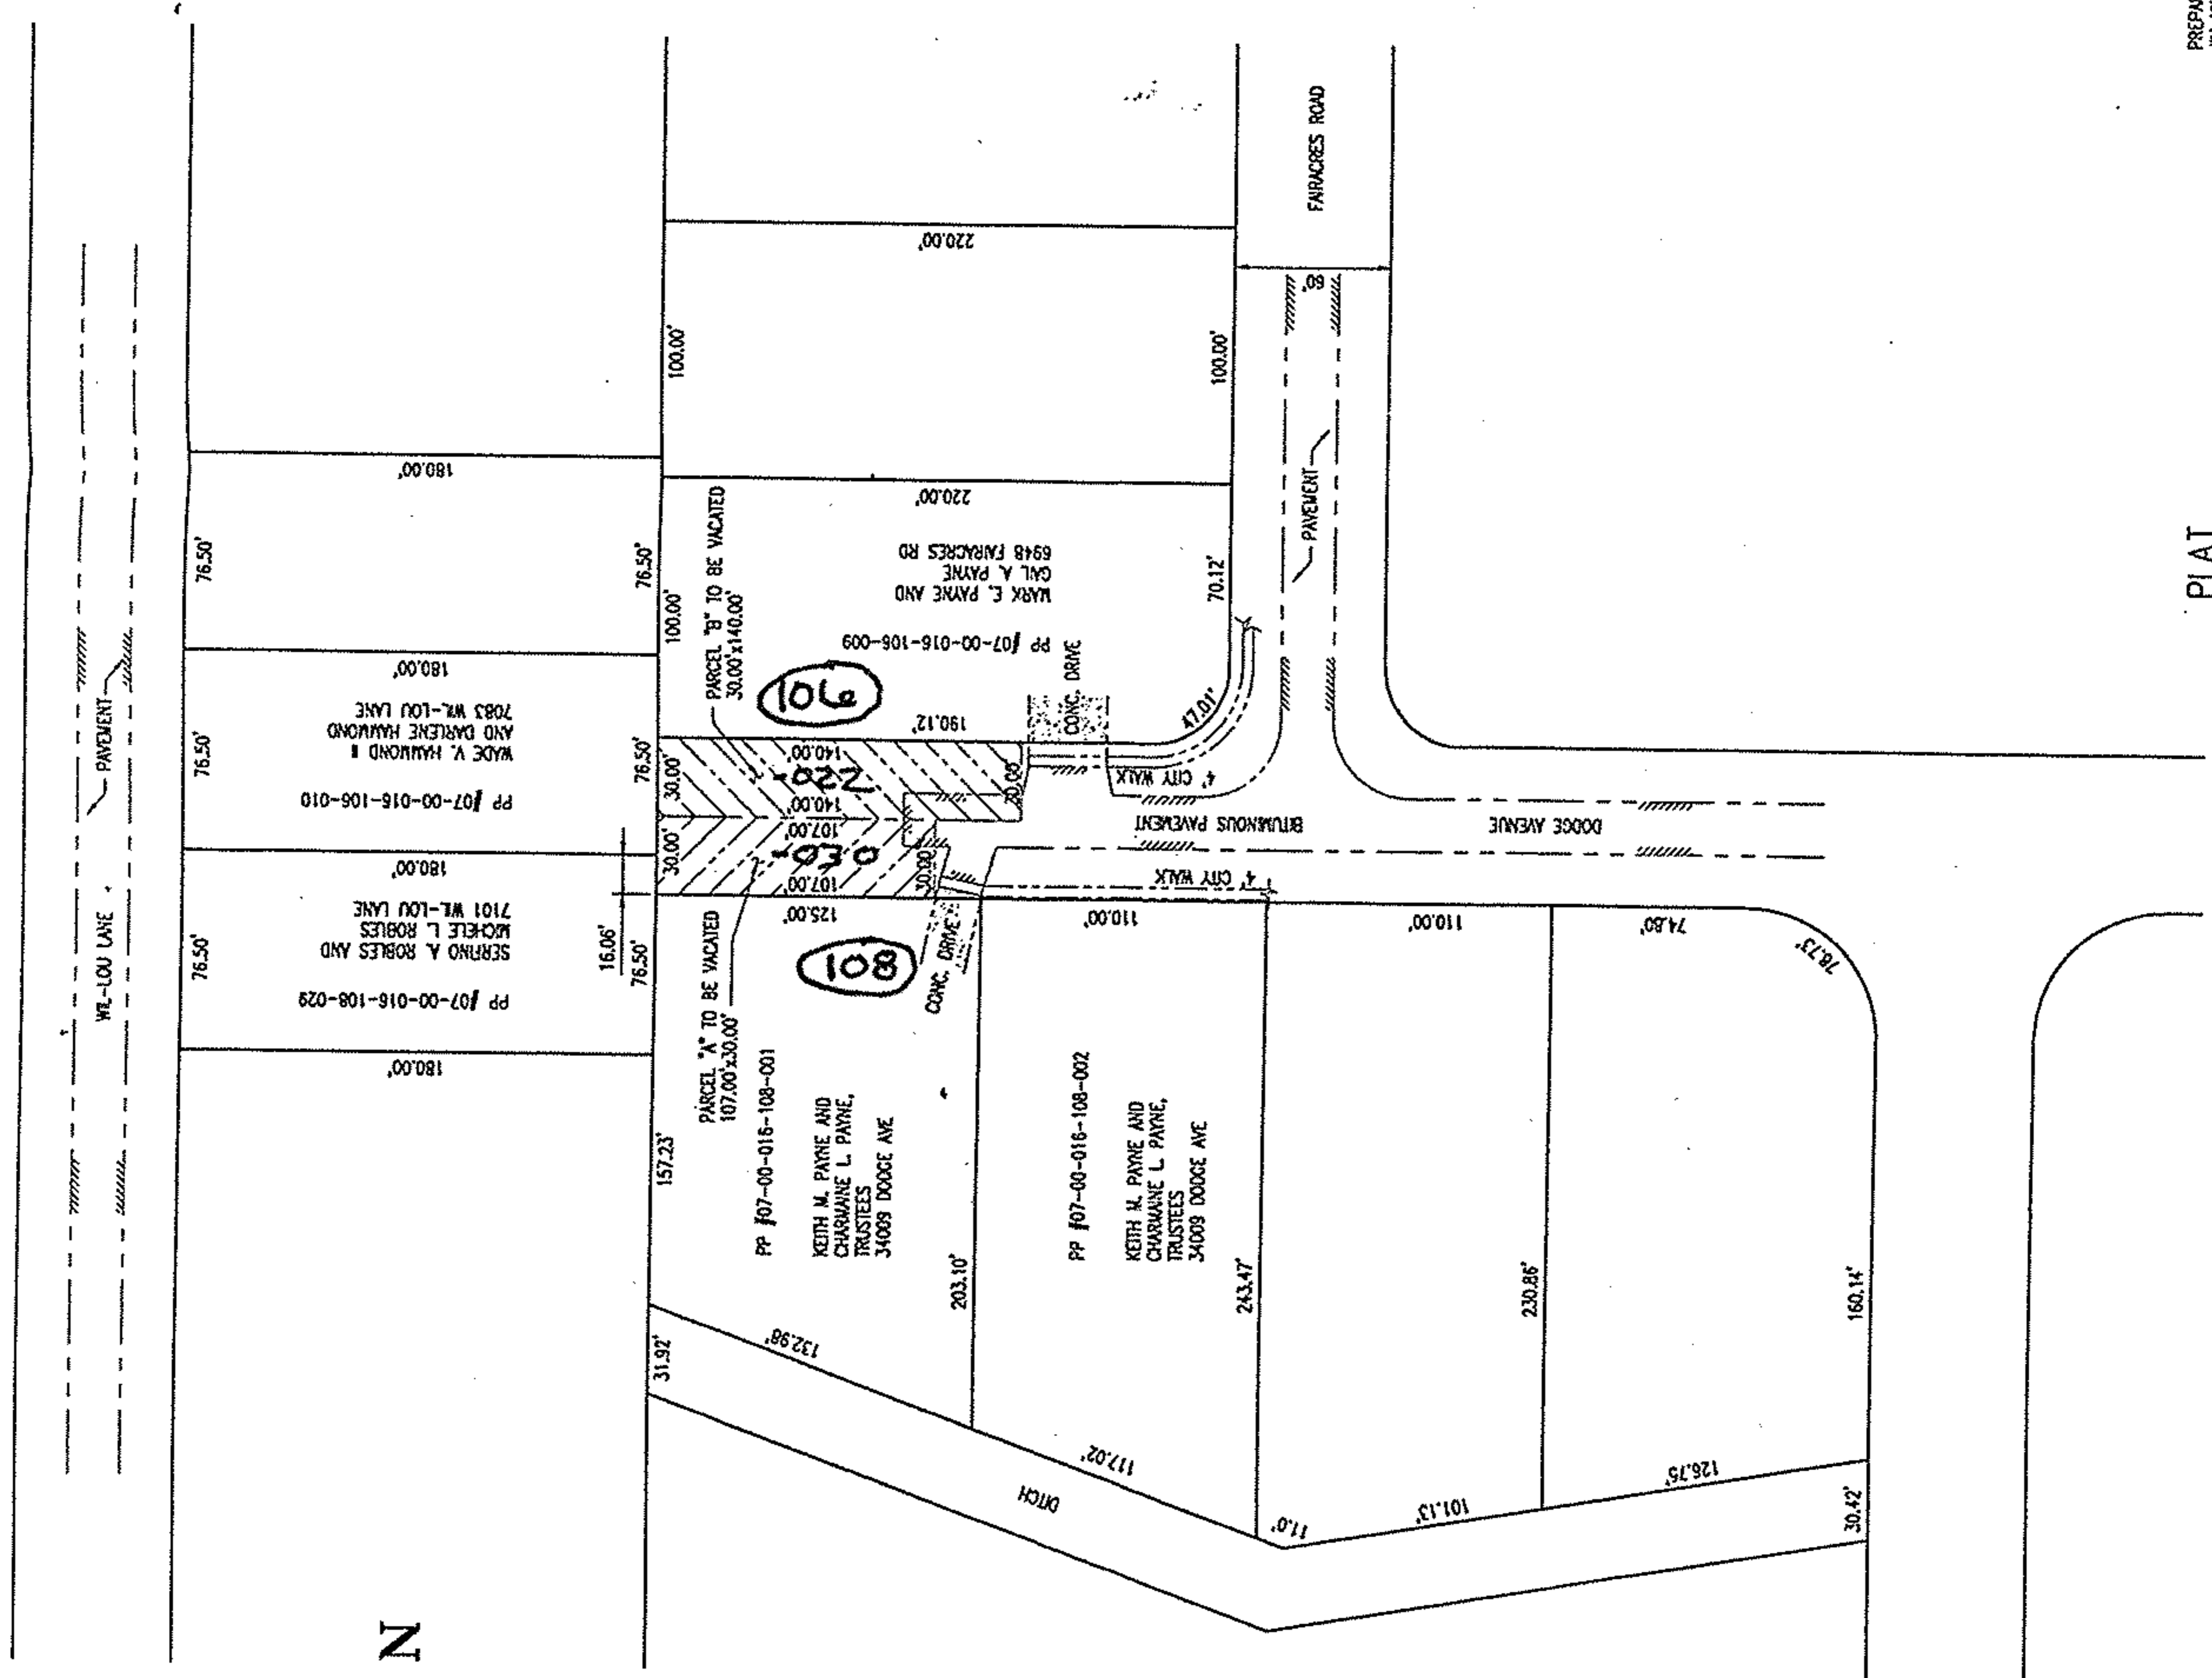 WIL-LOU LANE
PAVEMENT
76.50'
76.50'
76.50'
180.00'
180.00'
180.00'
180.00'
PP #07-00-016-108-029
SERFINO A. ROBLES AND
MICHELE L. ROBLES
7101 WIL-LOU LANE
PP #07-00-016-106-010
WADE V. HAMMOND II
AND DARLENE HAMMOND
7083 WIL-LOU LANE
N
16.06'
76.50'
76.50'
76.50'
31.92'
157.23'
30.00'
30.00'
100.00'
100.00'
PARCEL "A" TO BE VACATED
107.00'x30.00'
PARCEL "B" TO BE VACATED
30.00'x140.00'
PP #07-00-016-108-001
KEITH M. PAYNE AND
CHARMAINE L. PAYNE,
TRUSTEES
34009 DODGE AVE
108
106
-030
-022
107.00'
107.00'
140.00'
140.00'
125.00'
190.12'
30.00'
30.00'
CONC. DRIVE
CONC. DRIVE
PP #07-00-016-106-009
MARK E. PAYNE AND
GAIL A. PAYNE
6948 FAIRACRES RD
220.00'
220.00'
132.98'
203.10'
PP #07-00-016-108-002
KEITH M. PAYNE AND
CHARMAINE L. PAYNE,
TRUSTEES
34009 DODGE AVE
110.00'
4' CITY WALK
4' CITY WALK
BITUMINOUS PAVEMENT
47.01'
70.12'
100.00'
117.02'
DITCH
243.47'
11.0'
PAVEMENT
60'
FAIRACRES ROAD
110.00'
DODGE AVENUE
101.13'
230.86'
74.80'
78.73'
126.75'
160.14'
30.42'
PLAT